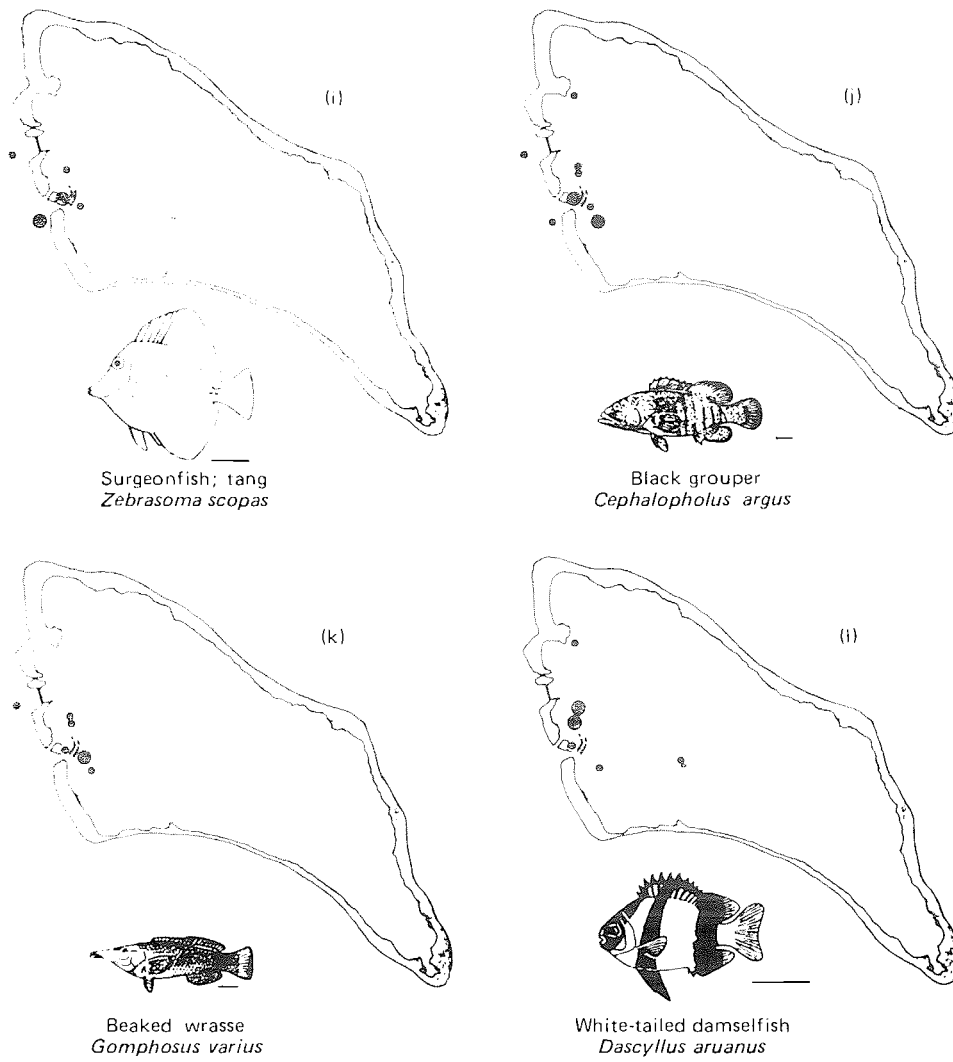 (i)
(j)
Surgeonfish; tang
Zebrasoma scopas
Black grouper
Cephalopholus argus
(k)
(l)
Beaked wrasse
Gomphosus varius
White-tailed damselfish
Dascyllus aruanus